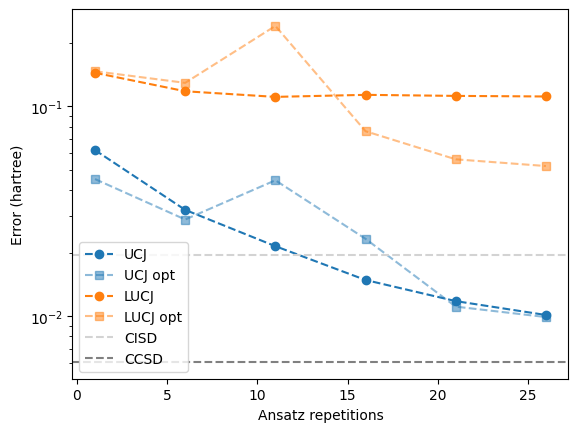 Error (hartree)
10⁻¹
10⁻²
UCJ
UCJ opt
LUCJ
LUCJ opt
CISD
CCSD
0 5 10 15 20 25
Ansatz repetitions